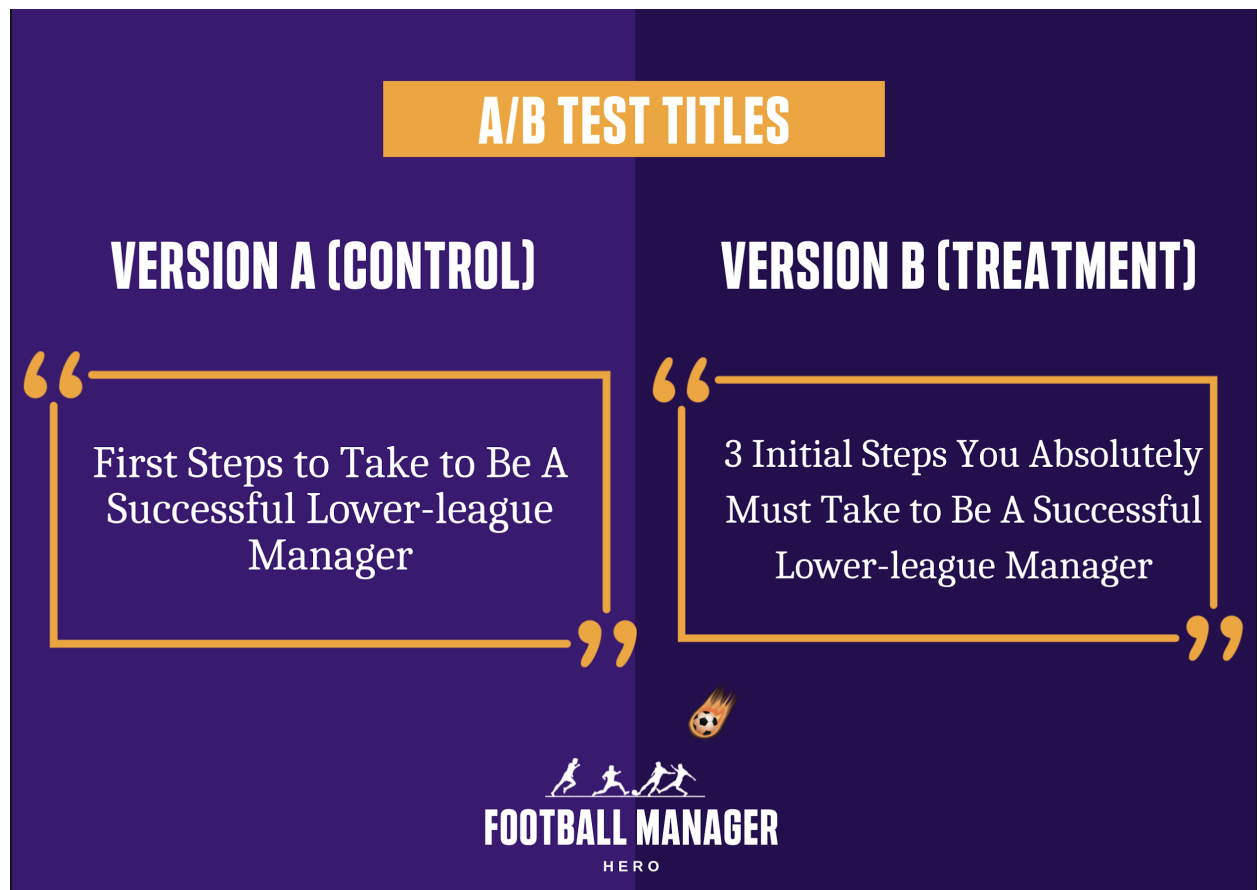 A/B TEST TITLES
VERSION A (CONTROL)
“
First Steps to Take to Be A
Successful Lower-league
Manager
”
VERSION B (TREATMENT)
“
3 Initial Steps You Absolutely
Must Take to Be A Successful
Lower-league Manager
”
FOOTBALL MANAGER
HERO